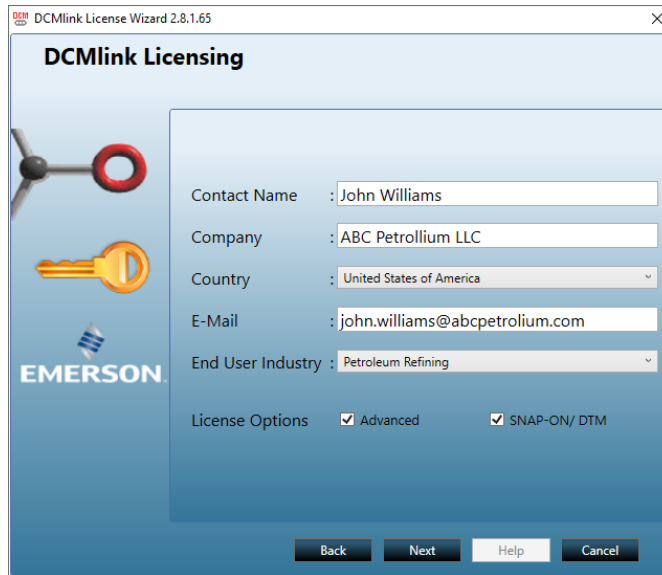 DCM DCMlink License Wizard 2.8.1.65
DCMlink Licensing
Contact Name : John Williams
Company : ABC Petrollium LLC
Country : United States of America
E-Mail : john.williams@abcpetrolium.com
End User Industry : Petroleum Refining
EMERSON.
License Options Advanced SNAP-ON/ DTM
Back Next Help Cancel